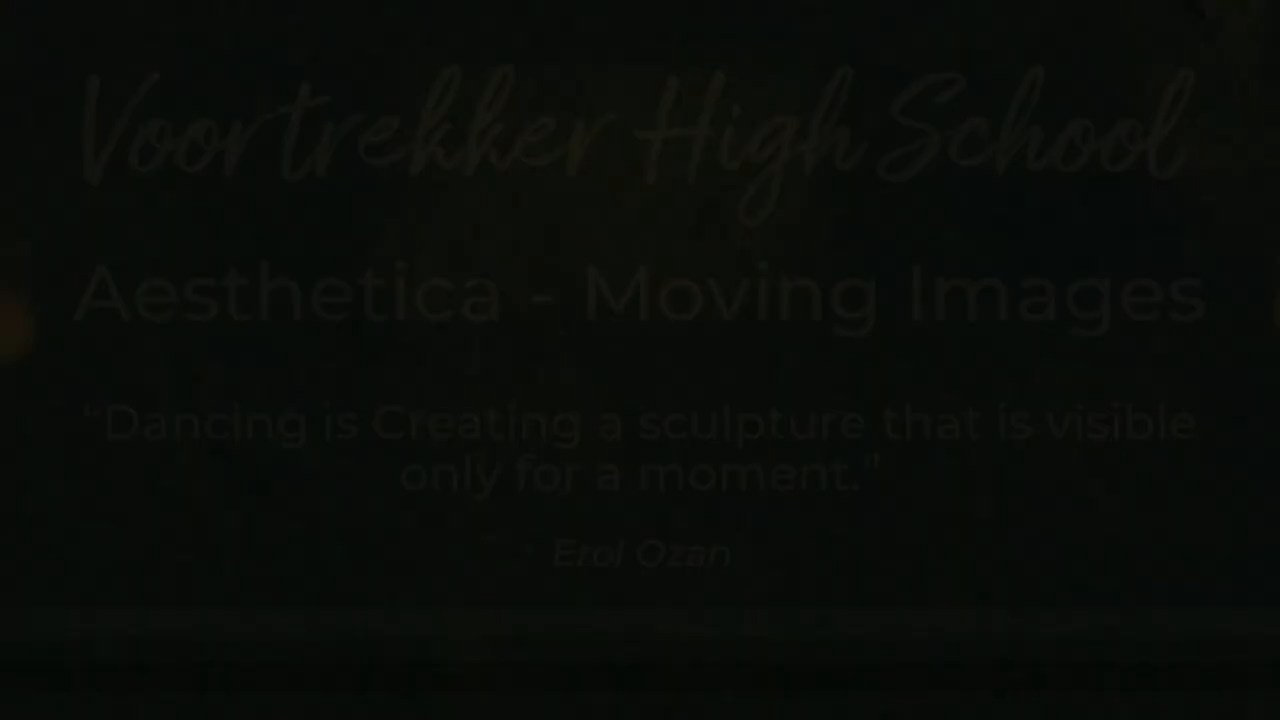 Voortrekker High School
Aesthetica - Moving Images
"Dancing is Creating a sculpture that is visible
only for a moment."
- Erol Ozan